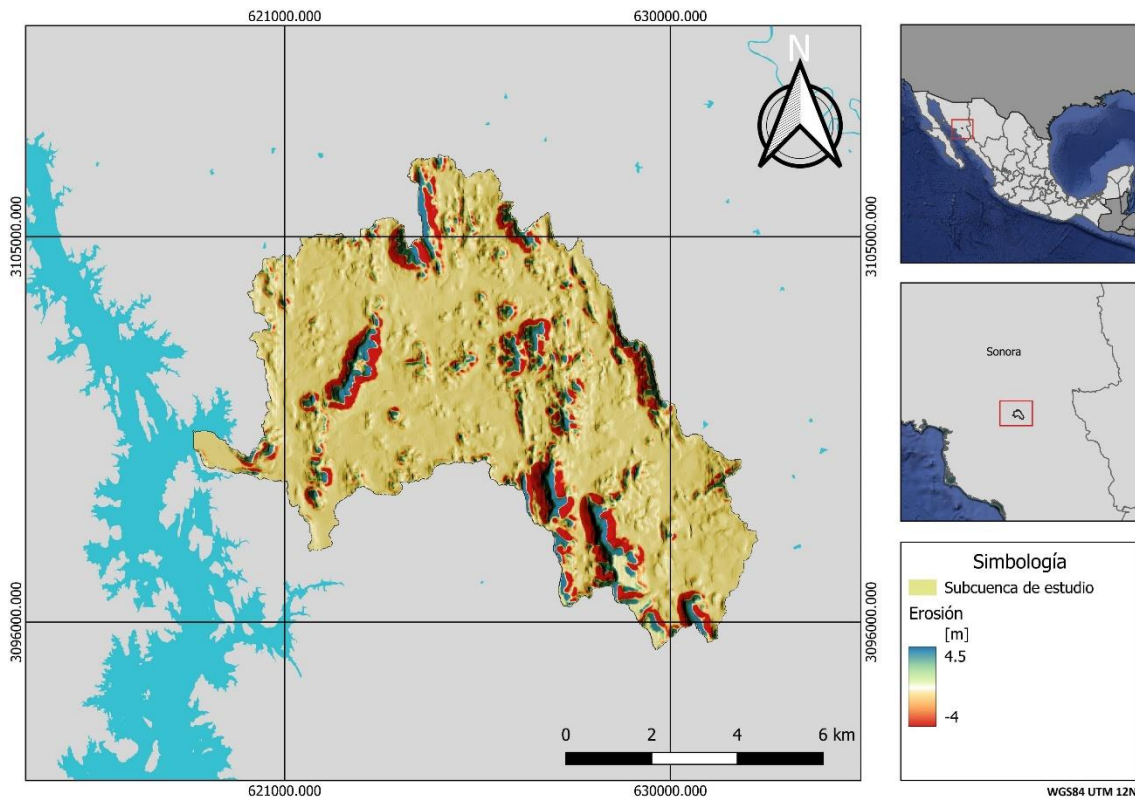 621000.000
630000.000
N
3105000.000
3105000.000
3096000.000
3096000.000
0 2 4 6 km
621000.000
630000.000
Sonora
Simbología
Subcuenca de estudio
Erosión
[m]
4.5
-4
WGS84 UTM 12N